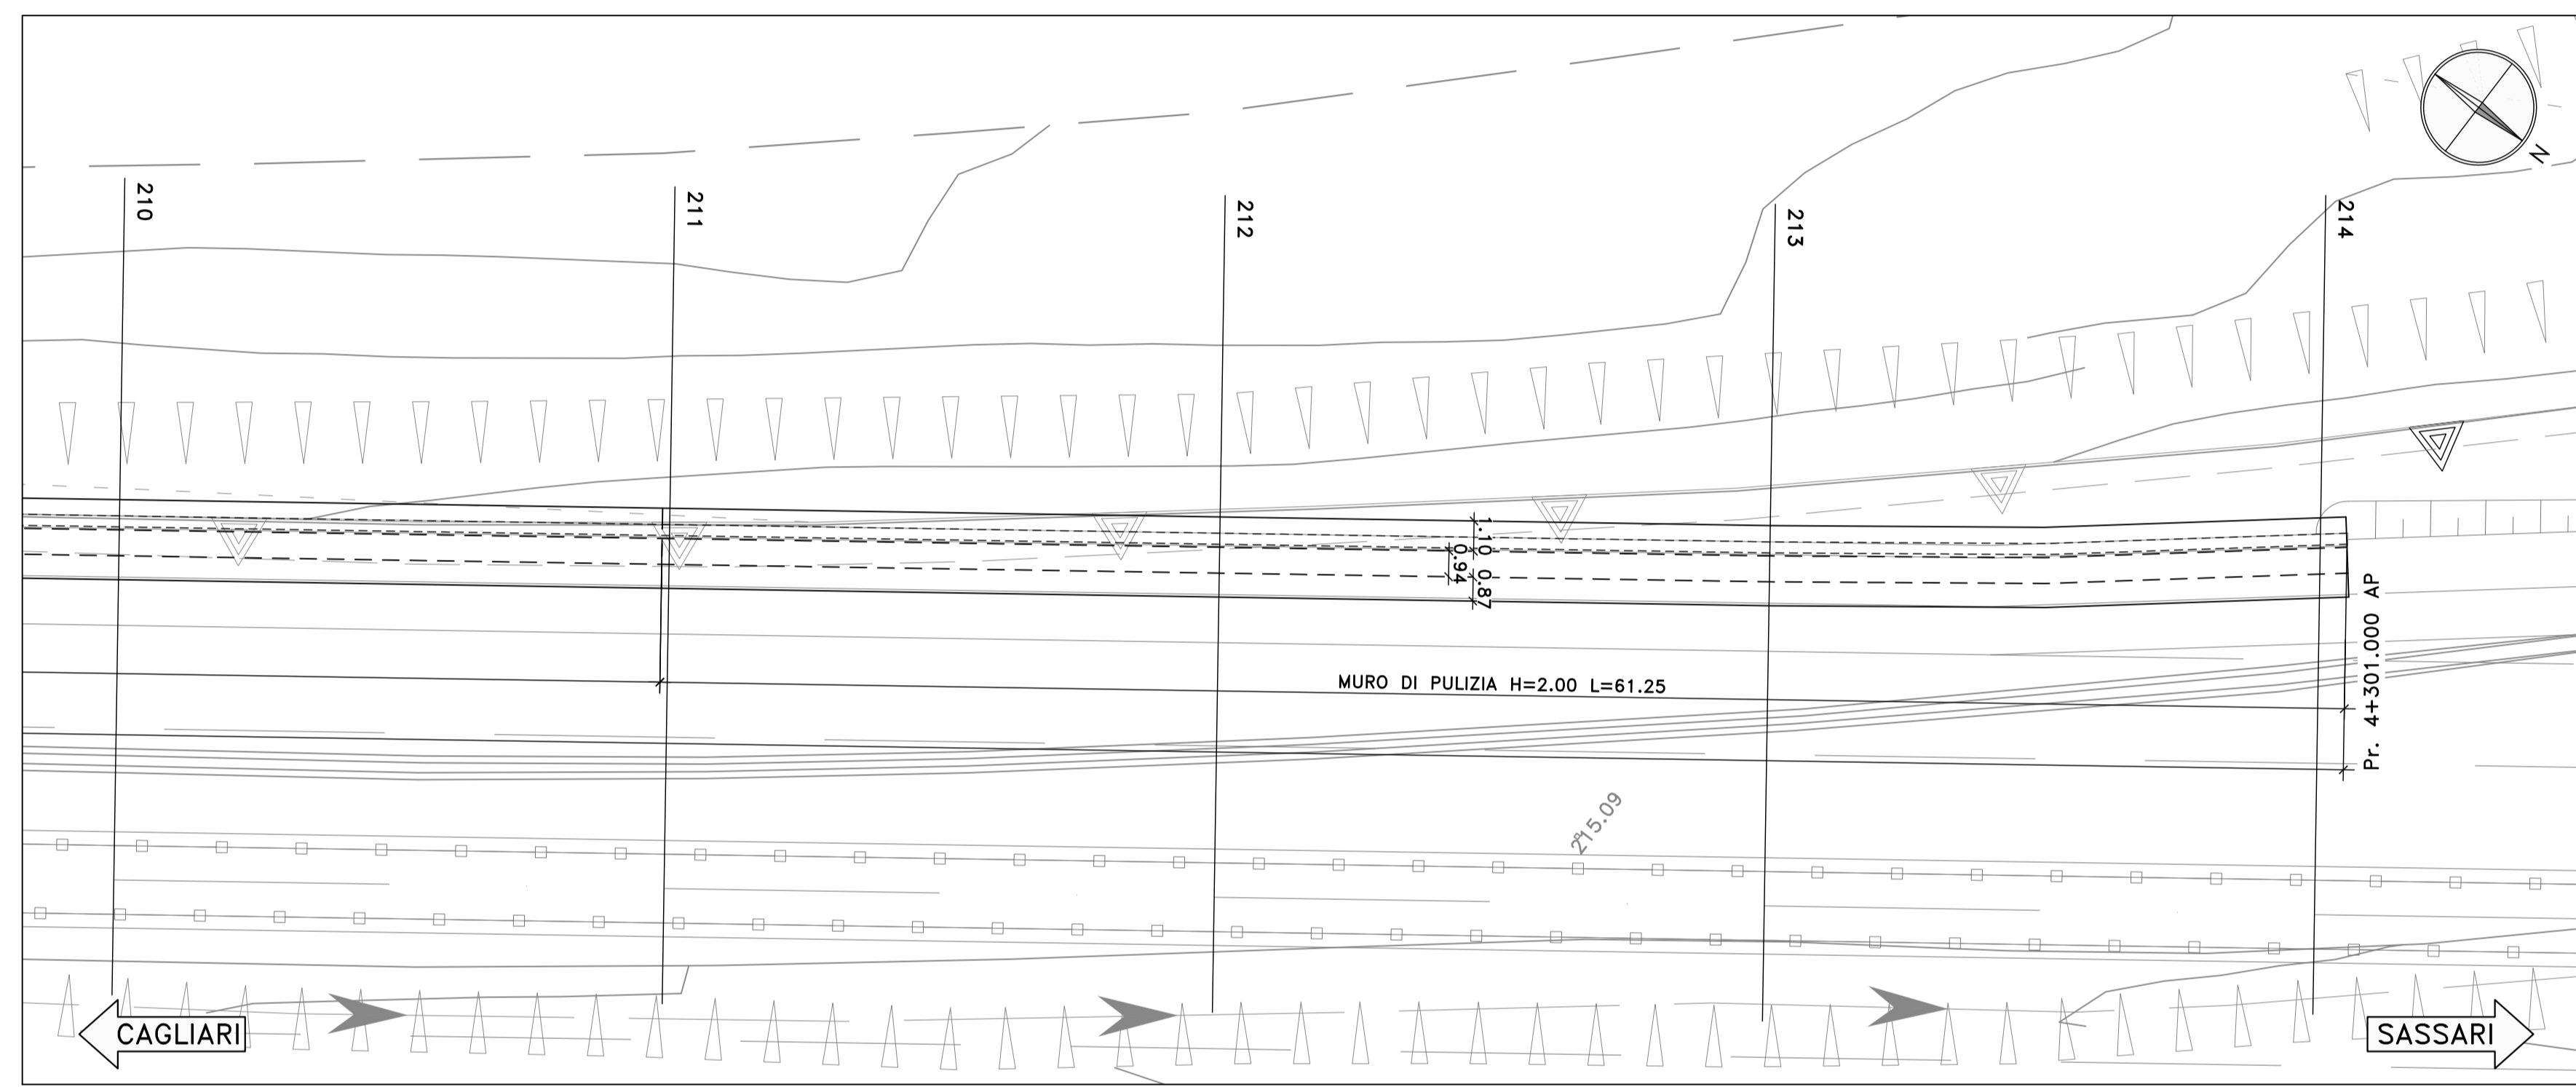 N
210
211
212
213
214
1.10
0.94
0.87
MURO DI PULIZIA H=2.00 L=61.25
Pr. 4+301.000 AP
215.09
CAGLIARI
SASSARI